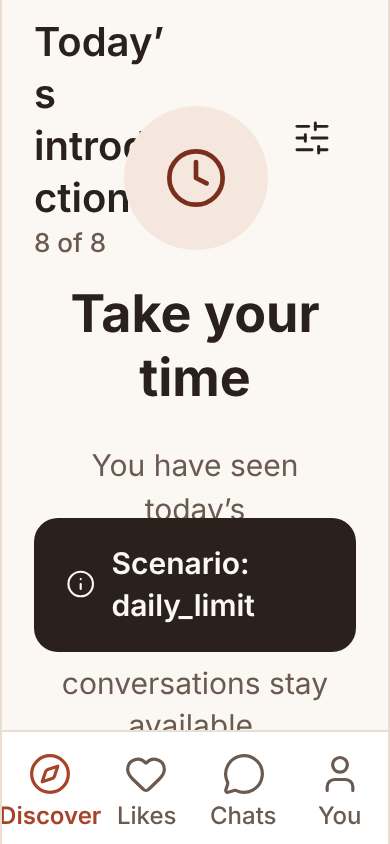 Today’
s
introd
ction
8 of 8
Take your
time
You have seen
today’s
Scenario:
daily_limit
conversations stay
available
Discover
Likes
Chats
You